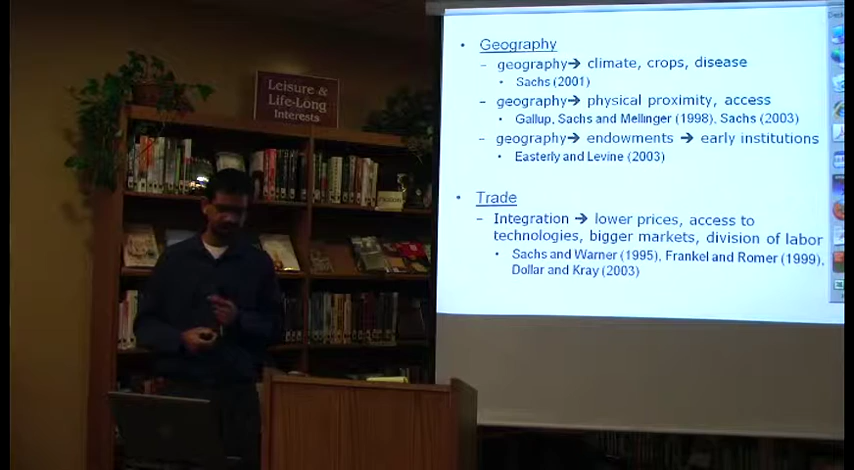 Leisure &
Life-Long
Interests
• Geography
– geography➔ climate, crops, disease
• Sachs (2001)
– geography➔ physical proximity, access
• Gallup, Sachs and Mellinger (1998), Sachs (2003)
– geography➔ endowments ➔ early institutions
• Easterly and Levine (2003)
• Trade
– Integration ➔ lower prices, access to
technologies, bigger markets, division of labor
• Sachs and Warner (1995), Frankel and Romer (1999),
Dollar and Kray (2003)